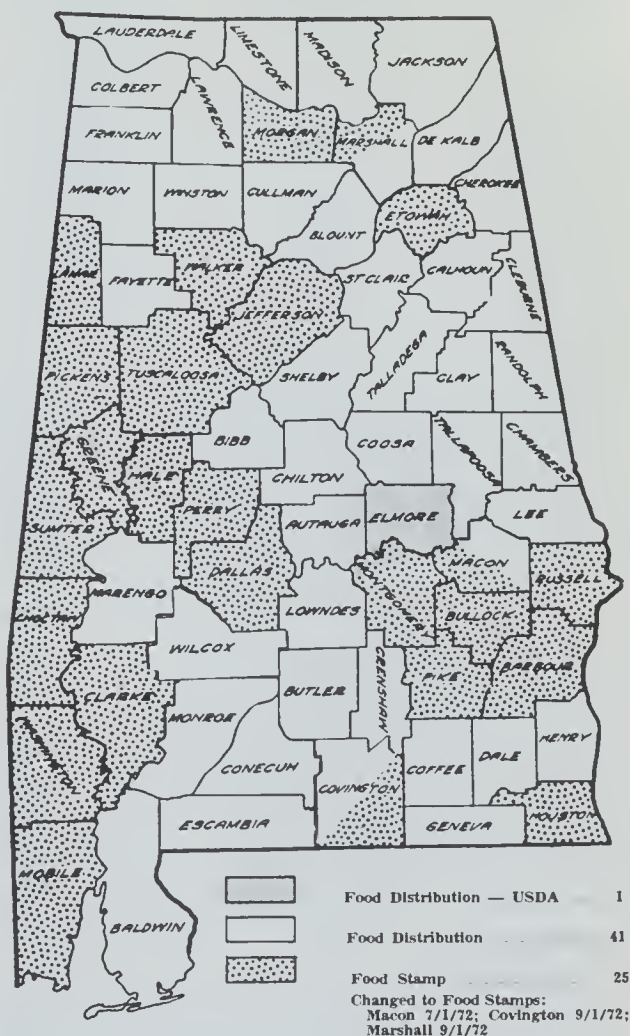 LAUDERDALE
LIMESTONE
MADISON
JACKSON
COLBERT
LAWRENCE
FRANKLIN
MORGAN
MARSHALL
DE KALB
MARION
WINSTON
CULLMAN
CHEROKEE
ETOWAH
BLOUNT
LAMAR
FAYETTE
WALKER
ST CLAIR
CALHOUN
CLEBURNE
JEFFERSON
PICKENS
TUSCALOOSA
SHELBY
TALLADEGA
CLAY
RANDOLPH
GREENE
HALE
BIBB
COOSA
TALLAPOOSA
CHAMBERS
CHILTON
SUMTER
PERRY
AUTAUGA
ELMORE
LEE
MARENGO
DALLAS
LOWNDES
MONTGOMERY
MACON
RUSSELL
BULLOCK
CHOCTAW
WILCOX
CLARKE
BUTLER
CRENSHAW
PIKE
BARBOUR
MONROE
CONECUH
COVINGTON
COFFEE
DALE
HENRY
WASHINGTON
ESCAMBIA
GENEVA
HOUSTON
MOBILE
BALDWIN
Food Distribution — USDA 1
Food Distribution . . . 41
Food Stamp . . . . . . 25
Changed to Food Stamps:
Macon 7/1/72; Covington 9/1/72;
Marshall 9/1/72